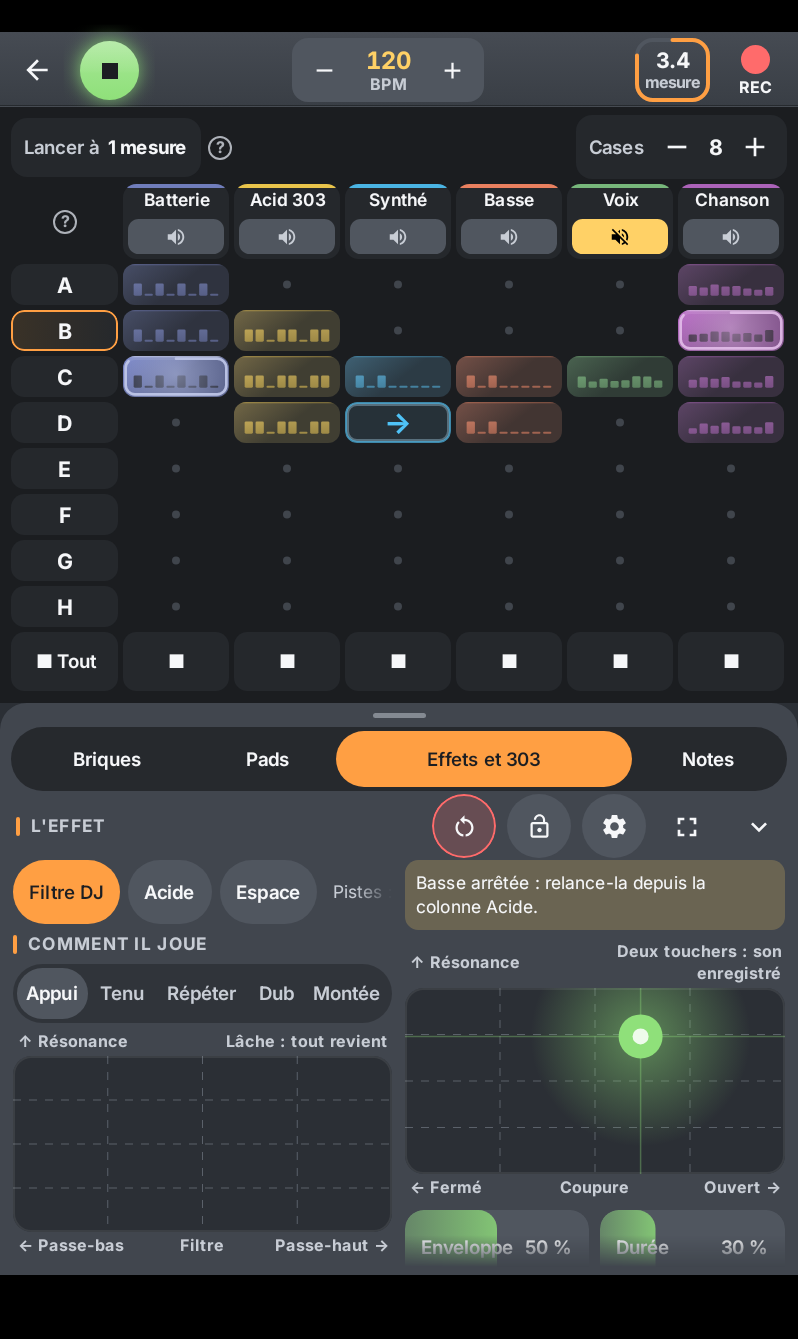 120
BPM
3.4
mesure
REC
Lancer à 1 mesure ?
Cases 8
?
Batterie Acid 303 Synthé Basse Voix Chanson
A
B
C
D
E
F
G
H
Tout
Briques Pads Effets et 303 Notes
L'EFFET
Filtre DJ Acide Espace Pistes
COMMENT IL JOUE
Appui Tenu Répéter Dub Montée
↑ Résonance Lâche : tout revient
← Passe-bas Filtre Passe-haut →
Basse arrêtée : relance-la depuis la
colonne Acide.
↑ Résonance Deux touchers : son
enregistré
← Fermé Coupure Ouvert →
Enveloppe 50 % Durée 30 %